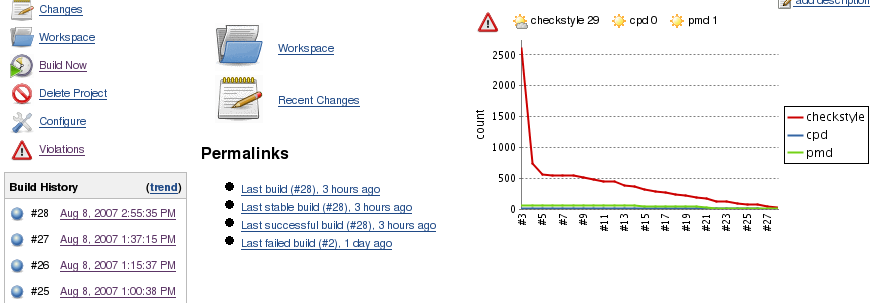 Changes
Workspace
Build Now
Delete Project
Configure
Violations
Build History (trend)
#28 Aug 8, 2007 2:55:35 PM
#27 Aug 8, 2007 1:37:15 PM
#26 Aug 8, 2007 1:15:37 PM
#25 Aug 8, 2007 1:00:38 PM
Workspace
Recent Changes
Permalinks
Last build (#28), 3 hours ago
Last stable build (#28), 3 hours ago
Last successful build (#28), 3 hours ago
Last failed build (#2), 1 day ago
add description
checkstyle 29 cpd 0 pmd 1
2500
2000
1500
1000
500
0
count
#3 #5 #7 #9 #11 #13 #15 #17 #19 #21 #23 #25 #27
checkstyle
cpd
pmd